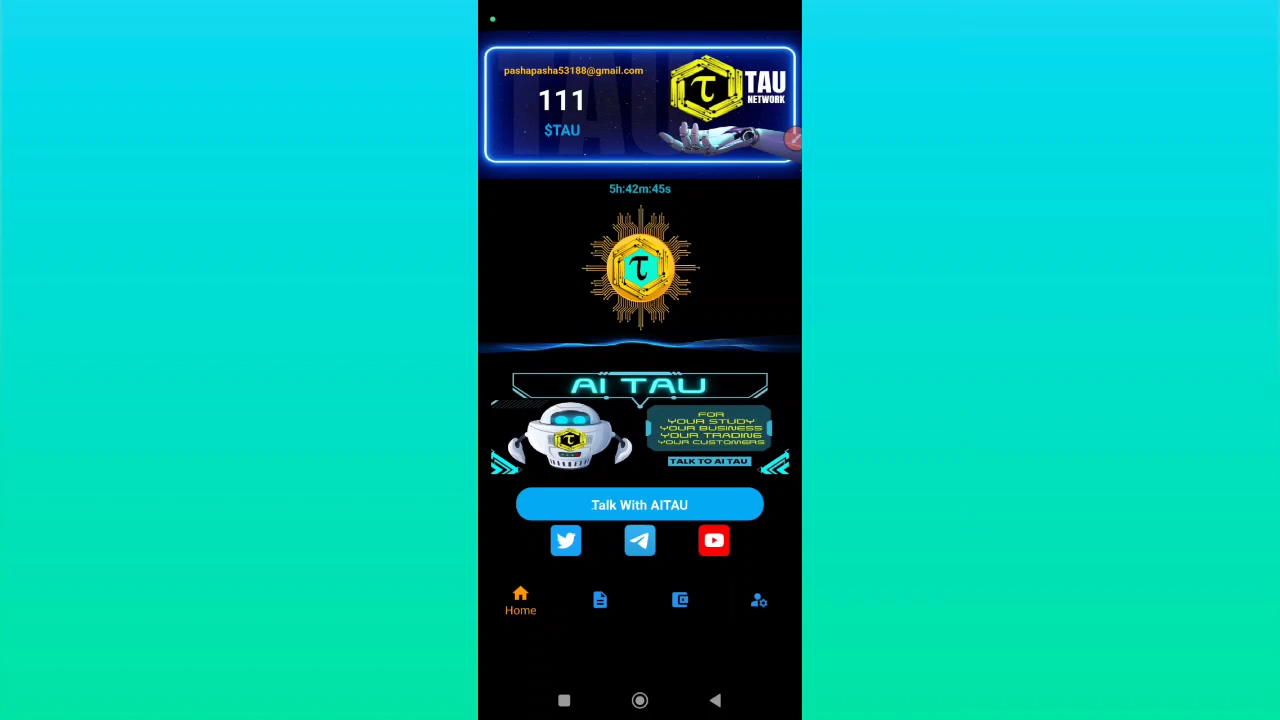 pashapasha53188@gmail.com
111
$TAU
τ
TAU
NETWORK
5h:42m:45s
τ
AI TAU
τ
FOR
YOUR STUDY
YOUR BUSINESS
YOUR TRADING
YOUR CUSTOMERS
TALK TO AI TAU
Talk With AITAU
Home